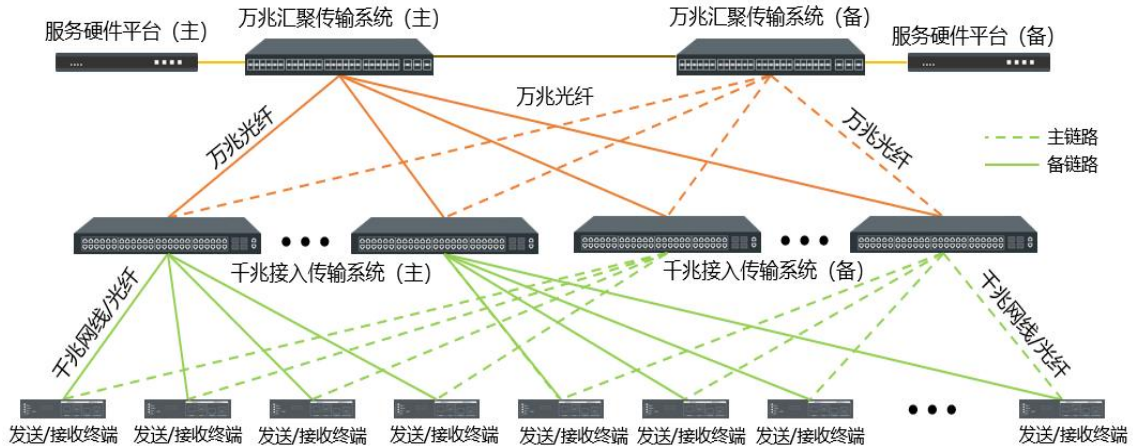 万兆汇聚传输系统（主）
万兆汇聚传输系统（备）
服务硬件平台（主）
服务硬件平台（备）
万兆光纤
万兆光纤
万兆光纤
主链路
备链路
千兆接入传输系统（主）
千兆接入传输系统（备）
千兆网线/光纤
千兆网线/光纤
发送/接收终端
发送/接收终端
发送/接收终端
发送/接收终端
发送/接收终端
发送/接收终端
发送/接收终端
发送/接收终端